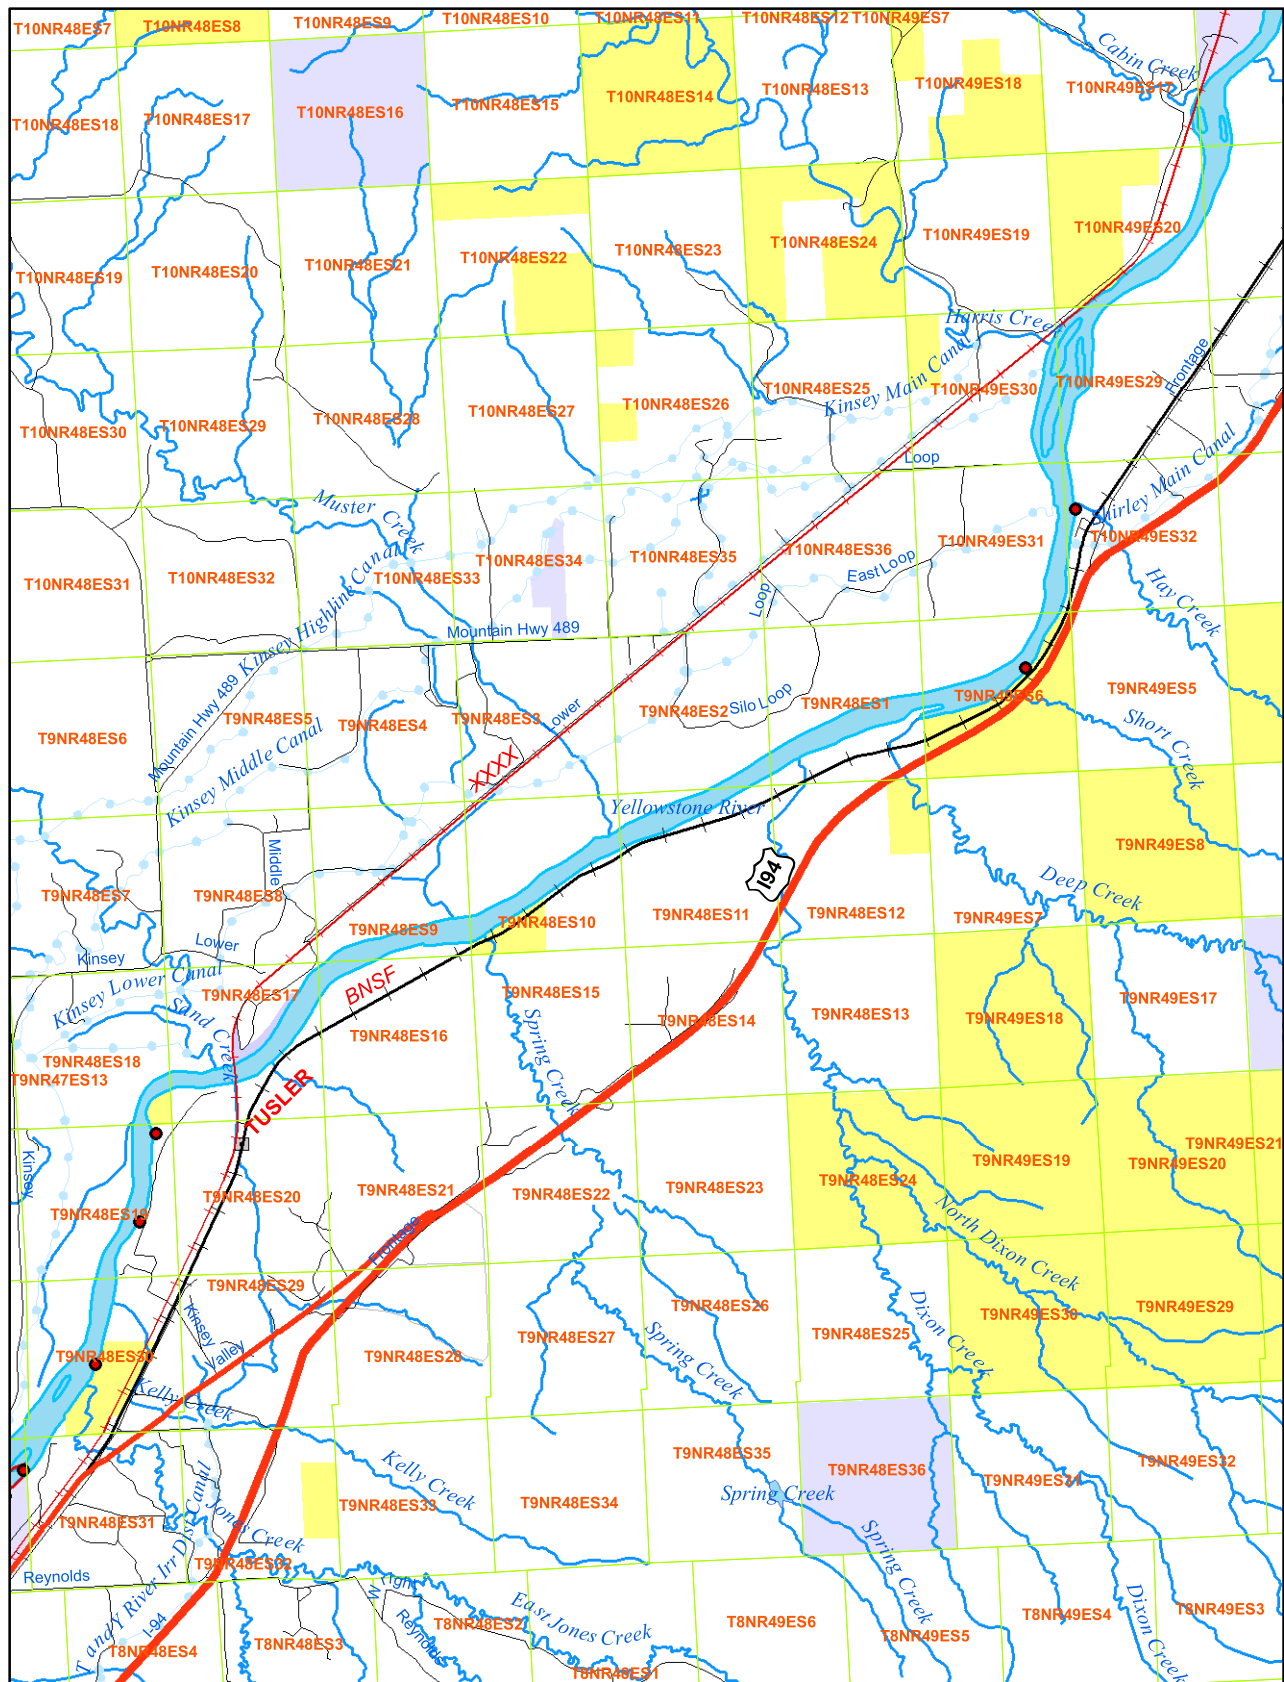 T10NR48ES7
T10NR48ES8
T10NR48ES9
T10NR48ES10
T10NR48ES11
T10NR48ES12
T10NR49ES7
Cabin Creek
T10NR48ES18
T10NR48ES17
T10NR48ES16
T10NR48ES15
T10NR48ES14
T10NR48ES13
T10NR49ES18
T10NR49ES17
T10NR48ES19
T10NR48ES20
T10NR48ES21
T10NR48ES22
T10NR48ES23
T10NR48ES24
T10NR49ES19
T10NR49ES20
Harris Creek
Kinsey Main Canal
Frontage
T10NR48ES30
T10NR48ES29
T10NR48ES28
T10NR48ES27
T10NR48ES26
T10NR48ES25
T10NR49ES30
T10NR49ES29
Loop
Shirley Main Canal
Muster Creek
T10NR48ES31
T10NR48ES32
T10NR48ES33
T10NR48ES34
T10NR48ES35
T10NR48ES36
T10NR49ES31
T10NR49ES32
East Loop
Loop
Hay Creek
Kinsey Highline Canal
Mountain Hwy 489
Mountain Hwy 489
T9NR48ES6
T9NR48ES5
T9NR48ES4
T9NR48ES3
T9NR48ES2
T9NR48ES1
T9NR49ES6
T9NR49ES5
Silo Loop
Lower
Short Creek
Kinsey Middle Canal
XXXX
Yellowstone River
Middle
I94
T9NR48ES7
T9NR48ES8
T9NR48ES9
T9NR48ES10
T9NR48ES11
T9NR48ES12
T9NR49ES7
T9NR49ES8
Deep Creek
Lower
Kinsey
Kinsey Lower Canal
Sand Creek
BNSF
T9NR48ES18
T9NR47ES13
T9NR48ES17
T9NR48ES16
T9NR48ES15
T9NR48ES14
T9NR48ES13
T9NR49ES18
T9NR49ES17
Spring Creek
TUSLER
Kinsey
T9NR48ES19
T9NR48ES20
T9NR48ES21
T9NR48ES22
T9NR48ES23
T9NR48ES24
T9NR49ES19
T9NR49ES20
T9NR49ES21
North Dixon Creek
Frontage
T9NR48ES30
T9NR48ES29
T9NR48ES28
T9NR48ES27
T9NR48ES26
T9NR48ES25
T9NR49ES30
T9NR49ES29
Kinsey
Valley
Spring Creek
Dixon Creek
Kelly Creek
Kelly Creek
T9NR48ES31
T9NR48ES32
T9NR48ES33
T9NR48ES34
T9NR48ES35
T9NR48ES36
T9NR49ES31
T9NR49ES32
Spring Creek
Spring Creek
Jones Creek
T and Y River Irr Dist Canal
Reynolds
I-94
Wright
Reynolds
East Jones Creek
Dixon Creek
T8NR48ES4
T8NR48ES3
T8NR48ES2
T8NR48ES1
T8NR49ES6
T8NR49ES5
T8NR49ES4
T8NR49ES3